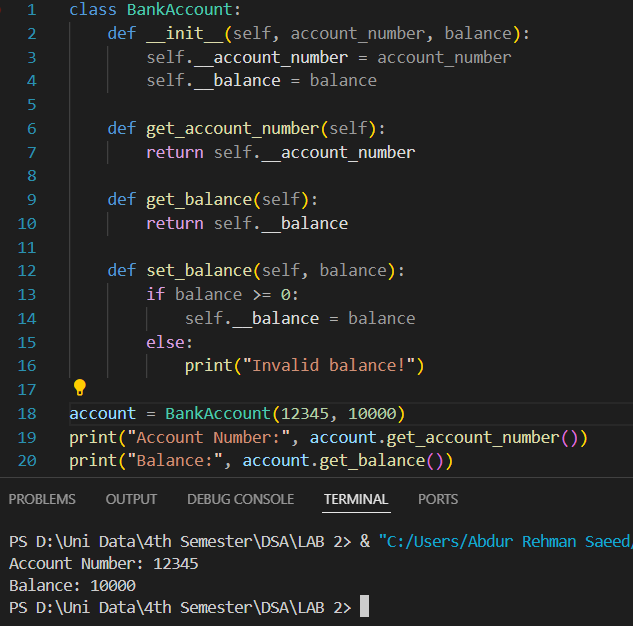 1 class BankAccount:
2     def __init__(self, account_number, balance):
3         self.__account_number = account_number
4         self.__balance = balance
5
6     def get_account_number(self):
7         return self.__account_number
8
9     def get_balance(self):
10         return self.__balance
11
12     def set_balance(self, balance):
13         if balance >= 0:
14             self.__balance = balance
15         else:
16             print("Invalid balance!")
17
18 account = BankAccount(12345, 10000)
19 print("Account Number:", account.get_account_number())
20 print("Balance:", account.get_balance())
PROBLEMS OUTPUT DEBUG CONSOLE TERMINAL PORTS
PS D:\Uni Data\4th Semester\DSA\LAB 2> & "C:/Users/Abdur Rehman Saeed/
Account Number: 12345
Balance: 10000
PS D:\Uni Data\4th Semester\DSA\LAB 2>